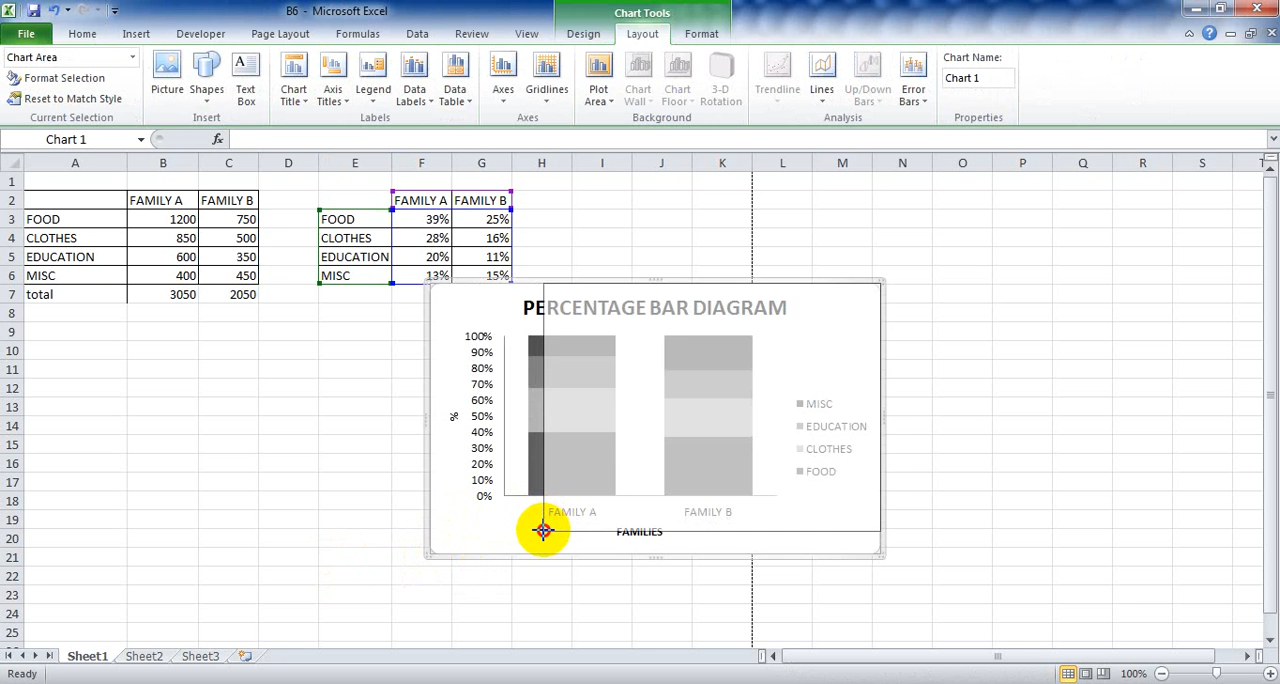 B6 - Microsoft Excel
Chart Tools
File Home Insert Developer Page Layout Formulas Data Review View Design Layout Format
Chart Area
Format Selection
Reset to Match Style
Current Selection
Picture Shapes Text Box
Insert
Chart Title Axis Titles Legend Data Labels Data Table
Labels
Axes Gridlines
Axes
Plot Area Chart Wall Chart Floor 3-D Rotation
Background
Trendline Lines Up/Down Bars Error Bars
Analysis
Chart Name:
Chart 1
Properties
Chart 1 fx
A B C D E F G H I J K L M N O P Q R S T
1
2 FAMILY A FAMILY B FAMILY A FAMILY B
3 FOOD 1200 750 FOOD 39% 25%
4 CLOTHES 850 500 CLOTHES 28% 16%
5 EDUCATION 600 350 EDUCATION 20% 11%
6 MISC 400 450 MISC 13% 15%
7 total 3050 2050
8
9
10
11
12
13
14
15
16
17
18
19
20
21
22
23
24
25
PERCENTAGE BAR DIAGRAM
100%
90%
80%
70%
60%
50%
40%
30%
20%
10%
0%
%
MISC
EDUCATION
CLOTHES
FOOD
FAMILY A FAMILY B
FAMILIES
Sheet1 Sheet2 Sheet3
Ready 100%